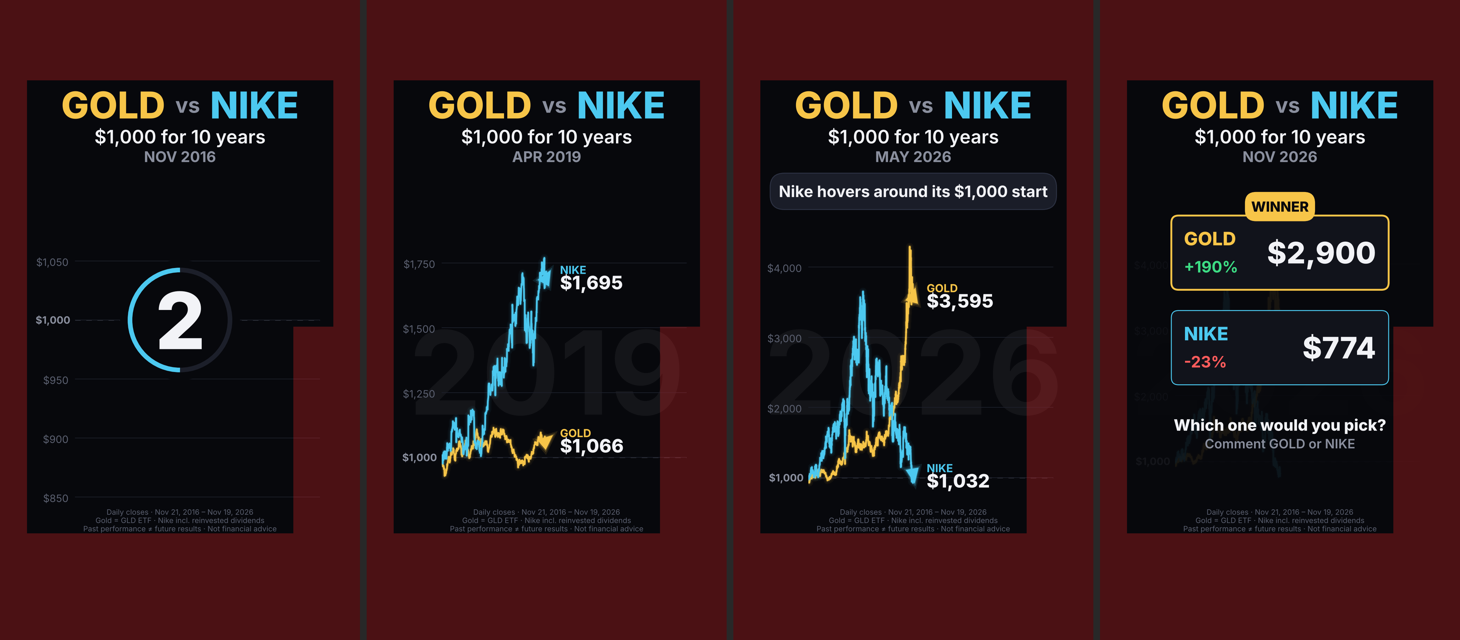 GOLD vs NIKE
$1,000 for 10 years
NOV 2016
$1,050
$1,000
$950
$900
$850
2
Daily closes · Nov 21, 2016 – Nov 19, 2026
Gold = GLD ETF · Nike incl. reinvested dividends
Past performance ≠ future results · Not financial advice
GOLD vs NIKE
$1,000 for 10 years
APR 2019
2019
$1,750
$1,500
$1,250
$1,000
NIKE
$1,695
GOLD
$1,066
Daily closes · Nov 21, 2016 – Nov 19, 2026
Gold = GLD ETF · Nike incl. reinvested dividends
Past performance ≠ future results · Not financial advice
GOLD vs NIKE
$1,000 for 10 years
MAY 2026
Nike hovers around its $1,000 start
2026
$4,000
$3,000
$2,000
$1,000
GOLD
$3,595
NIKE
$1,032
Daily closes · Nov 21, 2016 – Nov 19, 2026
Gold = GLD ETF · Nike incl. reinvested dividends
Past performance ≠ future results · Not financial advice
GOLD vs NIKE
$1,000 for 10 years
NOV 2026
WINNER
GOLD
+190%
$2,900
NIKE
-23%
$774
Which one would you pick?
Comment GOLD or NIKE
$1,000
Daily closes · Nov 21, 2016 – Nov 19, 2026
Gold = GLD ETF · Nike incl. reinvested dividends
Past performance ≠ future results · Not financial advice